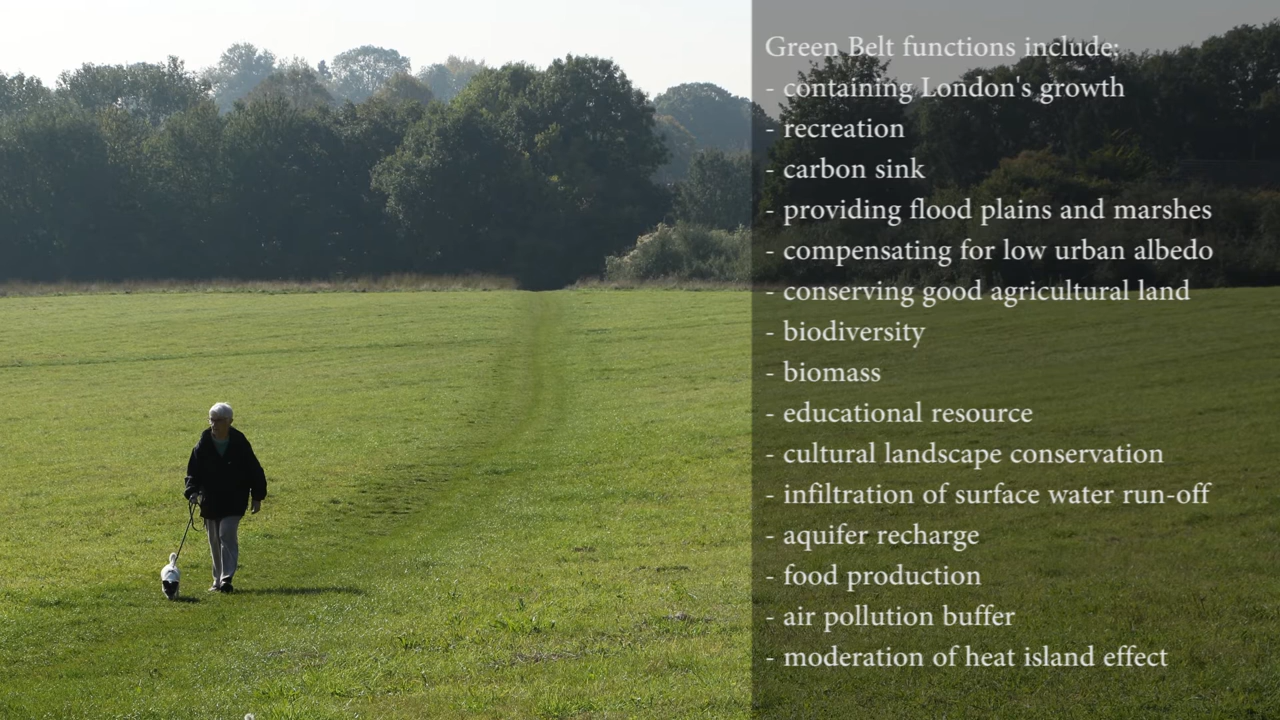 Green Belt functions include:
- containing London's growth
- recreation
- carbon sink
- providing flood plains and marshes
- compensating for low urban albedo
- conserving good agricultural land
- biodiversity
- biomass
- educational resource
- cultural landscape conservation
- infiltration of surface water run-off
- aquifer recharge
- food production
- air pollution buffer
- moderation of heat island effect